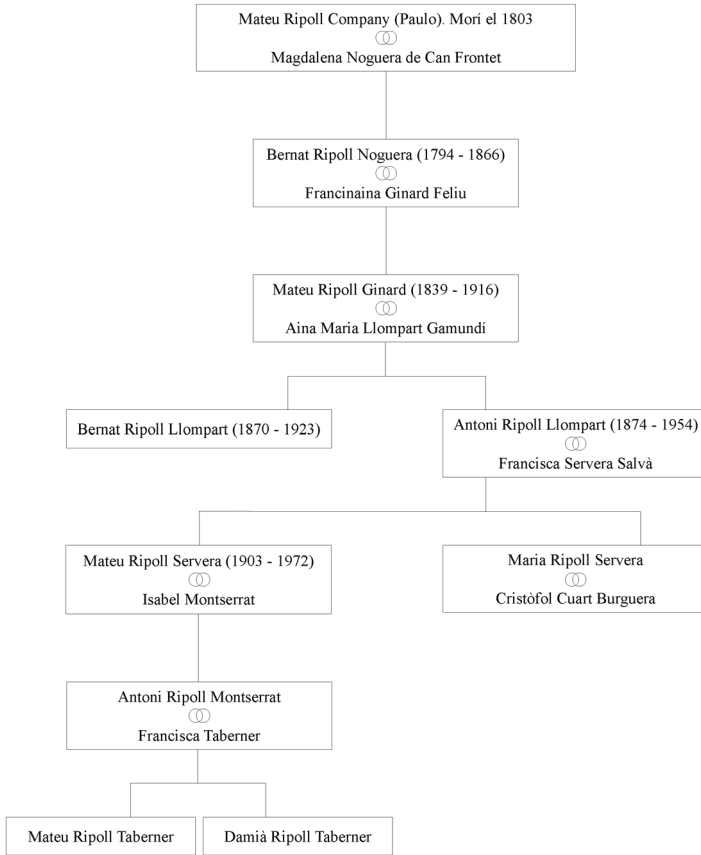 Mateu Ripoll Company (Paulo). Morí el 1803
Magdalena Noguera de Can Frontet
Bernat Ripoll Noguera (1794 - 1866)
Francinaina Ginard Feliu
Mateu Ripoll Ginard (1839 - 1916)
Aina Maria Llompart Gamundí
Bernat Ripoll Llompart (1870 - 1923)
Antoni Ripoll Llompart (1874 - 1954)
Francisca Servera Salvà
Mateu Ripoll Servera (1903 - 1972)
Isabel Montserrat
Maria Ripoll Servera
Cristòfol Cuart Burguera
Antoni Ripoll Montserrat
Francisca Taberner
Mateu Ripoll Taberner
Damià Ripoll Taberner